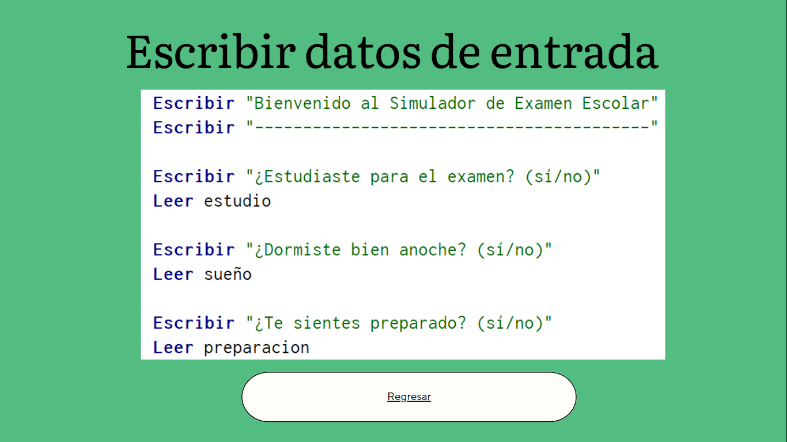 Escribir datos de entrada
Escribir "Bienvenido al Simulador de Examen Escolar"
Escribir "-----------------------------------------"
Escribir "¿Estudiaste para el examen? (sí/no)"
Leer estudio
Escribir "¿Dormiste bien anoche? (sí/no)"
Leer sueño
Escribir "¿Te sientes preparado? (sí/no)"
Leer preparacion
Regresar